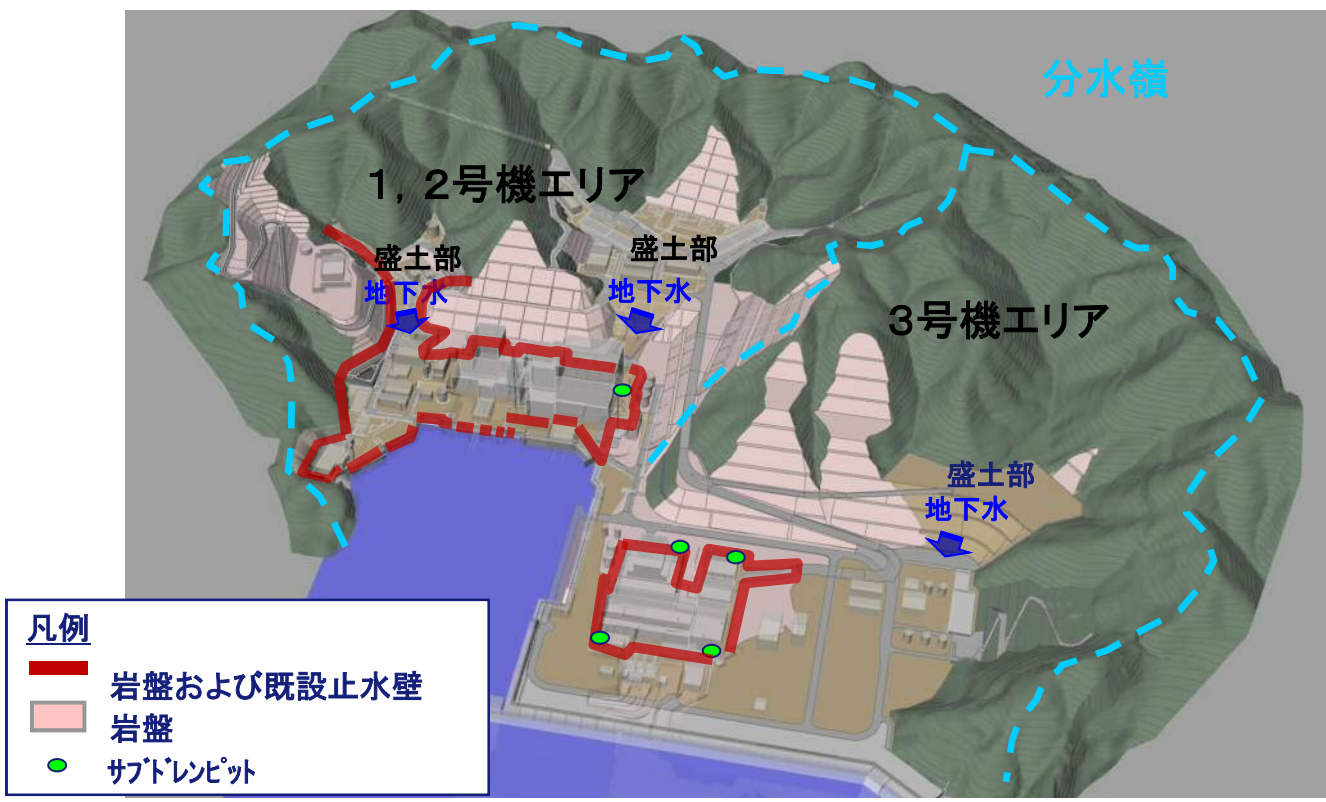 分水嶺
１，２号機エリア
盛土部
地下水
盛土部
地下水
３号機エリア
盛土部
地下水
凡例
岩盤および既設止水壁
岩盤
ｻﾌﾞﾄﾞﾚﾝﾋﾟｯﾄ